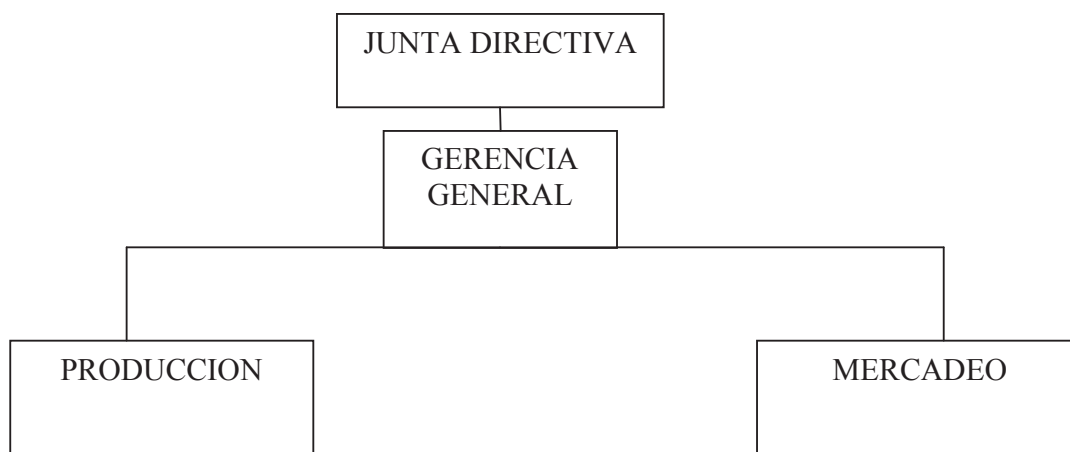 JUNTA DIRECTIVA
GERENCIA
GENERAL
PRODUCCION
MERCADEO